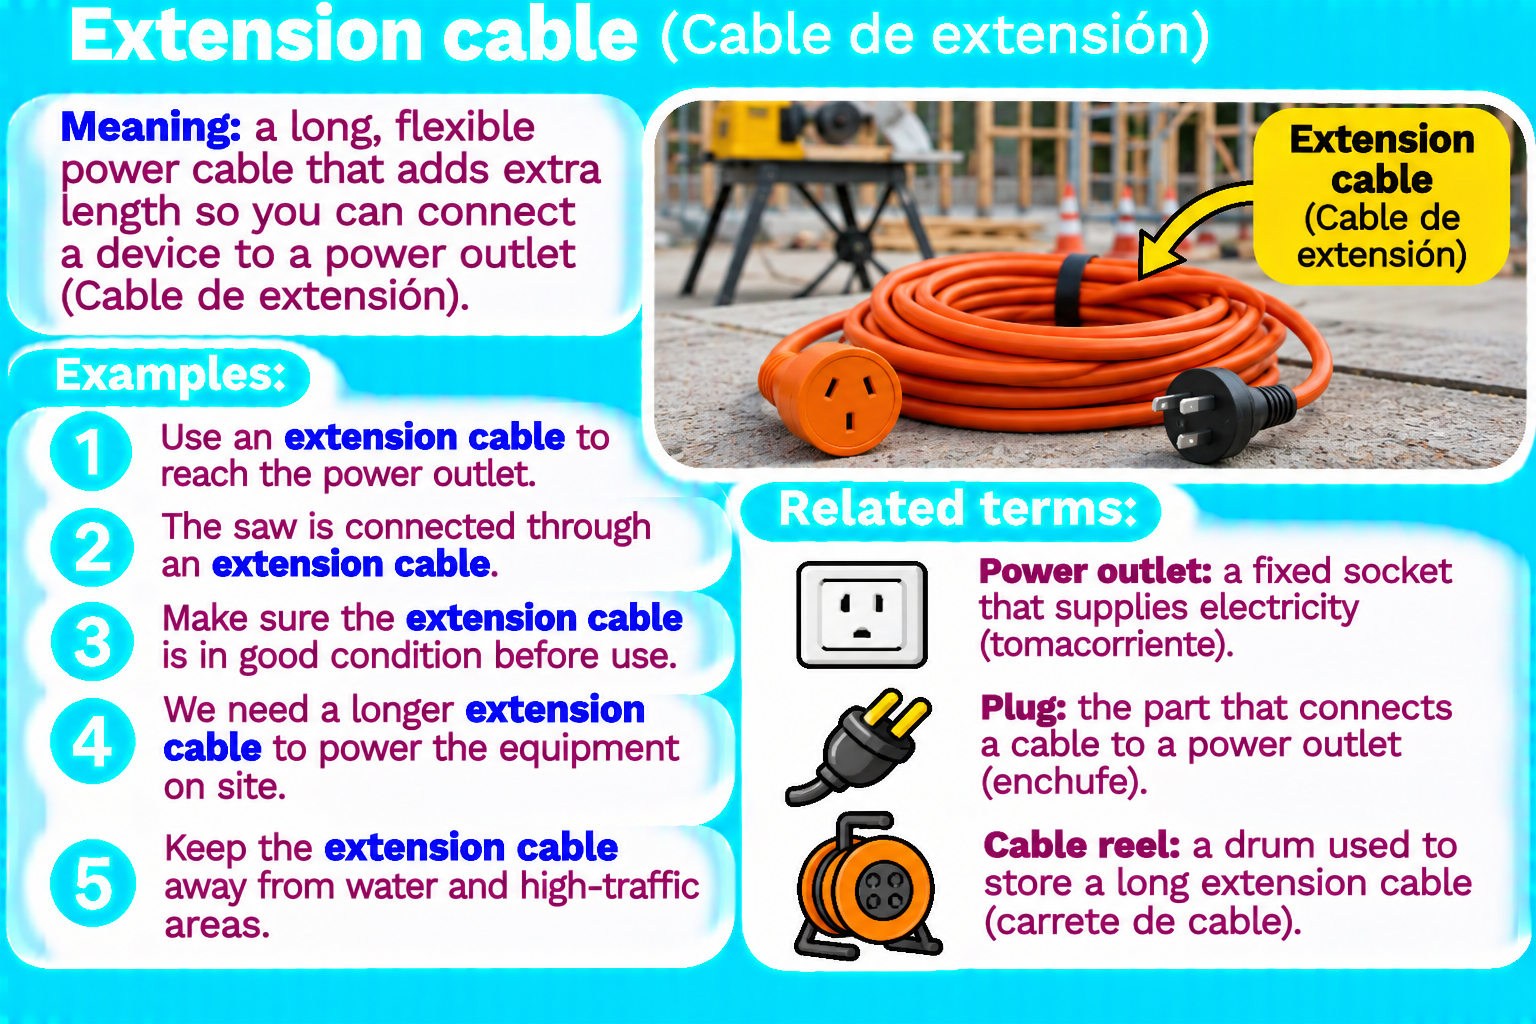 Extension cable (Cable de extensión)
Meaning: a long, flexible
power cable that adds extra
length so you can connect
a device to a power outlet
(Cable de extensión).
Extension
cable
(Cable de
extensión)
Examples:
1 Use an extension cable to
reach the power outlet.
2 The saw is connected through
an extension cable.
3 Make sure the extension cable
is in good condition before use.
4 We need a longer extension
cable to power the equipment
on site.
5 Keep the extension cable
away from water and high-traffic
areas.
Related terms:
Power outlet: a fixed socket
that supplies electricity
(tomacorriente).
Plug: the part that connects
a cable to a power outlet
(enchufe).
Cable reel: a drum used to
store a long extension cable
(carrete de cable).